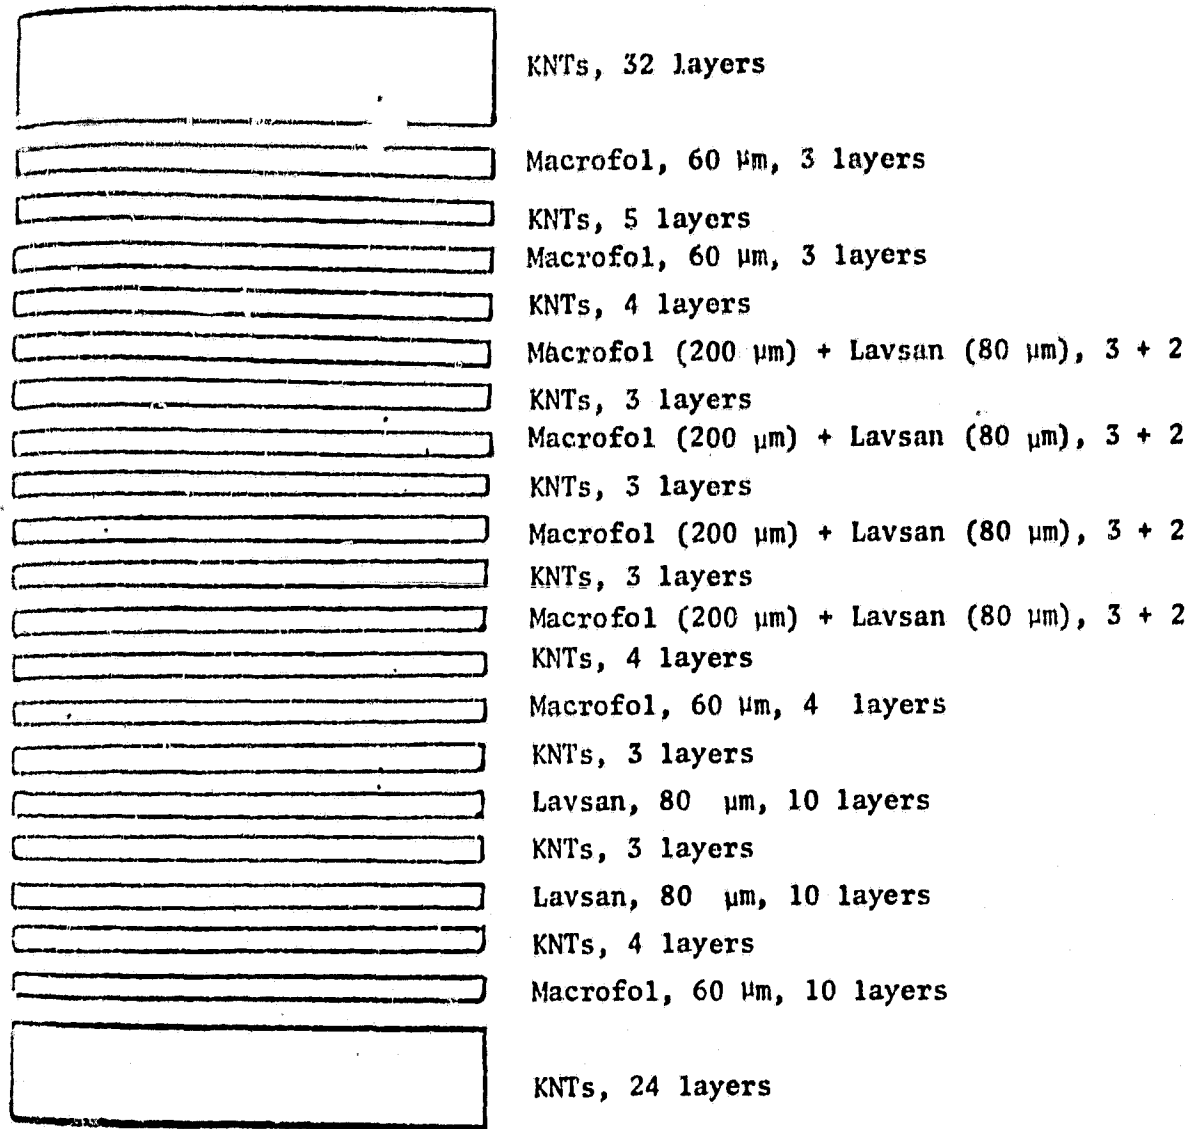 KNTs, 32 layers
Macrofol, 60 µm, 3 layers
KNTs, 5 layers
Macrofol, 60 µm, 3 layers
KNTs, 4 layers
Macrofol (200 µm) + Lavsan (80 µm), 3 + 2
KNTs, 3 layers
Macrofol (200 µm) + Lavsan (80 µm), 3 + 2
KNTs, 3 layers
Macrofol (200 µm) + Lavsan (80 µm), 3 + 2
KNTs, 3 layers
Macrofol (200 µm) + Lavsan (80 µm), 3 + 2
KNTs, 4 layers
Macrofol, 60 µm, 4 layers
KNTs, 3 layers
Lavsan, 80 µm, 10 layers
KNTs, 3 layers
Lavsan, 80 µm, 10 layers
KNTs, 4 layers
Macrofol, 60 µm, 10 layers
KNTs, 24 layers